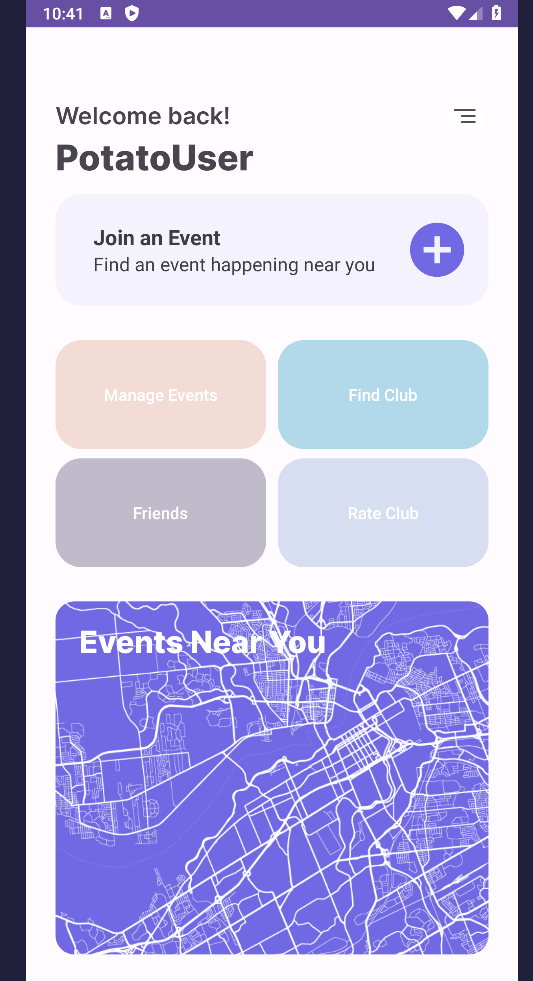 10:41
Welcome back!
PotatoUser
Join an Event
Find an event happening near you
Manage Events
Find Club
Friends
Rate Club
Events Near You